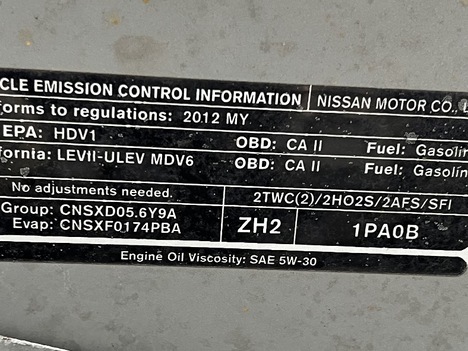 CLE EMISSION CONTROL INFORMATION NISSAN MOTOR CO.,
forms to regulations: 2012 MY
EPA: HDV1 OBD: CA II Fuel: Gasolin
fornia: LEVII-ULEV MDV6 OBD: CA II Fuel: Gasolin
No adjustments needed. 2TWC(2)/2HO2S/2AFS/SFI
Group: CNSXD05.6Y9A
Evap: CNSXF0174PBA ZH2 1PA0B
Engine Oil Viscosity: SAE 5W-30